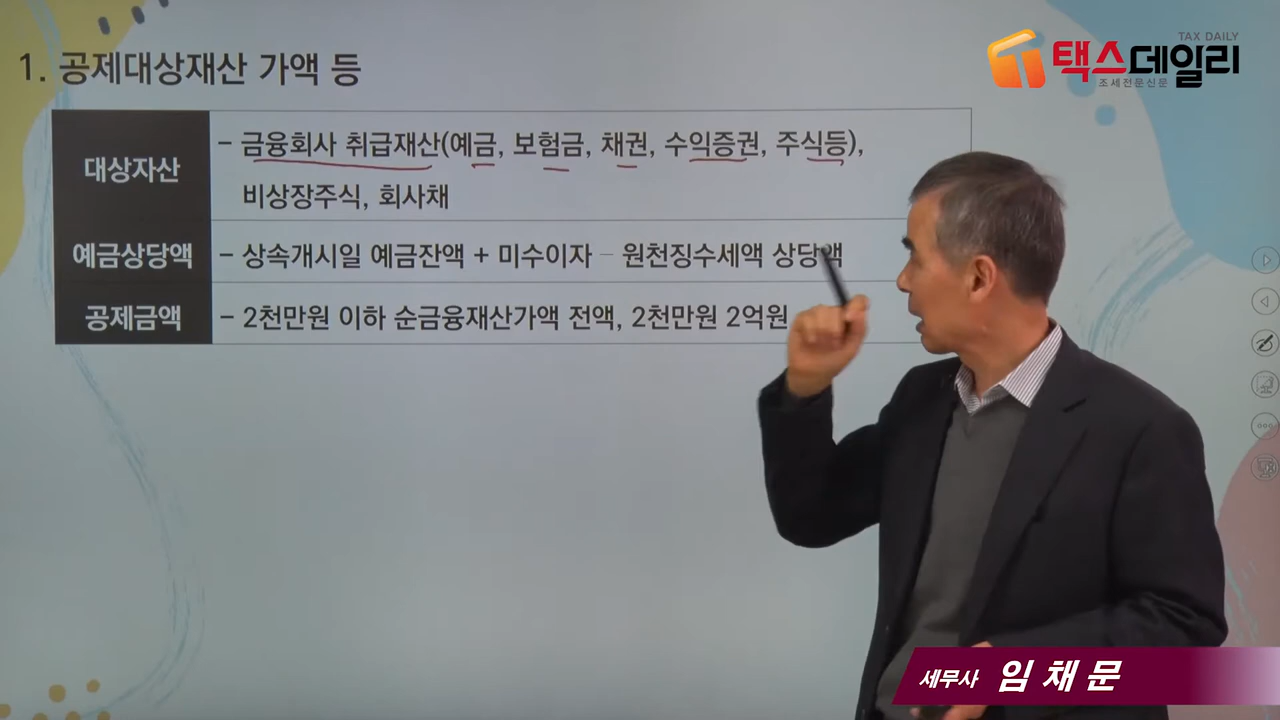 1. 공제대상재산 가액 등
TAX DAILY
택스데일리
조세전문신문
대상자산
- 금융회사 취급재산(예금, 보험금, 채권, 수익증권, 주식등),
비상장주식, 회사채
예금상당액
- 상속개시일 예금잔액 + 미수이자 – 원천징수세액 상당액
공제금액
- 2천만원 이하 순금융재산가액 전액, 2천만원 2억원
세무사 임채문